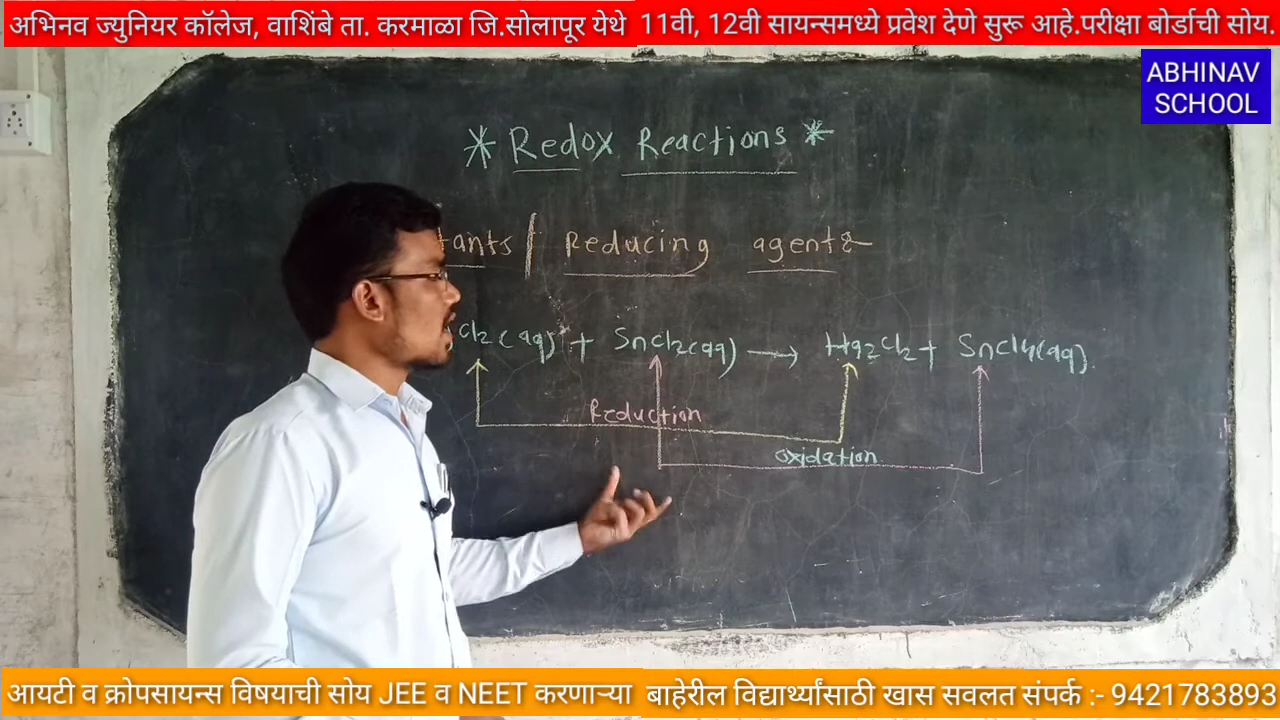 अभिनव ज्युनियर कॉलेज, वाशिंबे ता. करमाळा जि.सोलापूर येथे 11वी, 12वी सायन्समध्ये प्रवेश देणे सुरू आहे.परीक्षा बोर्डाची सोय.
ABHINAV
SCHOOL
* Redox Reactions *
tants / Reducing agents
Cl2(aq) + SnCl2(aq) → Hg2Cl2 + SnCl4(aq).
Reduction
oxidation
आयटी व क्रोपसायन्स विषयाची सोय JEE व NEET करणाऱ्या बाहेरील विद्यार्थ्यांसाठी खास सवलत संपर्क :- 9421783893